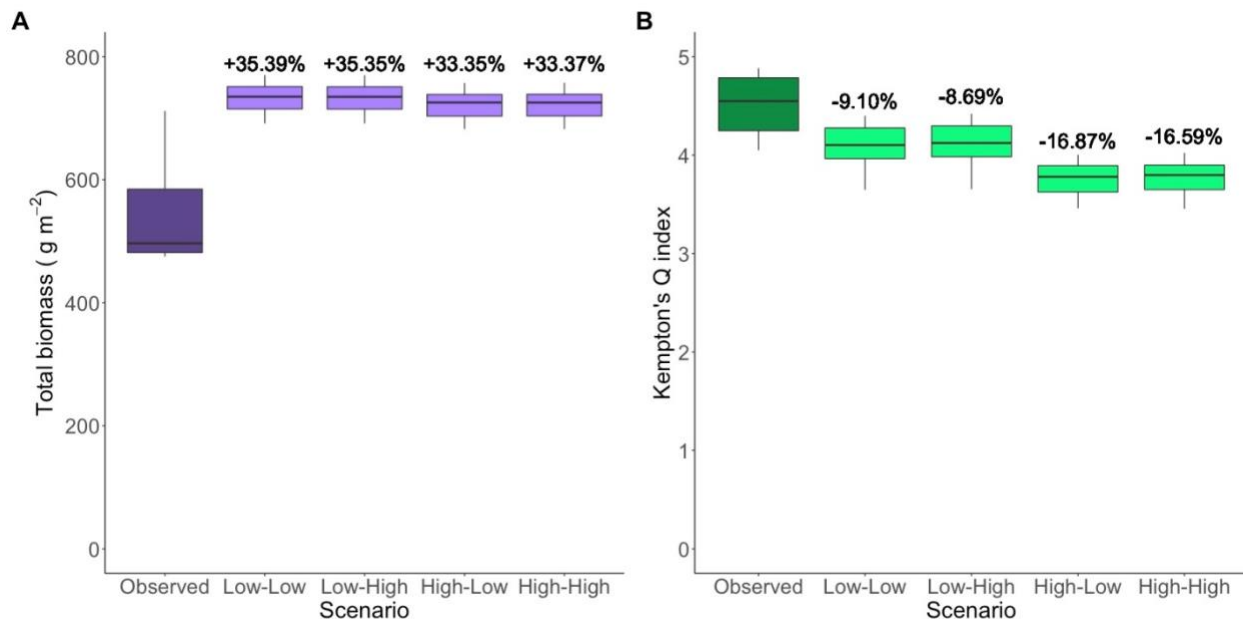 A
Total biomass ( g m⁻²)
800
600
400
200
0
+35.39% +35.35% +33.35% +33.37%
Observed Low-Low Low-High High-Low High-High
Scenario
B
Kempton's Q index
5
4
3
2
1
0
-9.10% -8.69% -16.87% -16.59%
Observed Low-Low Low-High High-Low High-High
Scenario